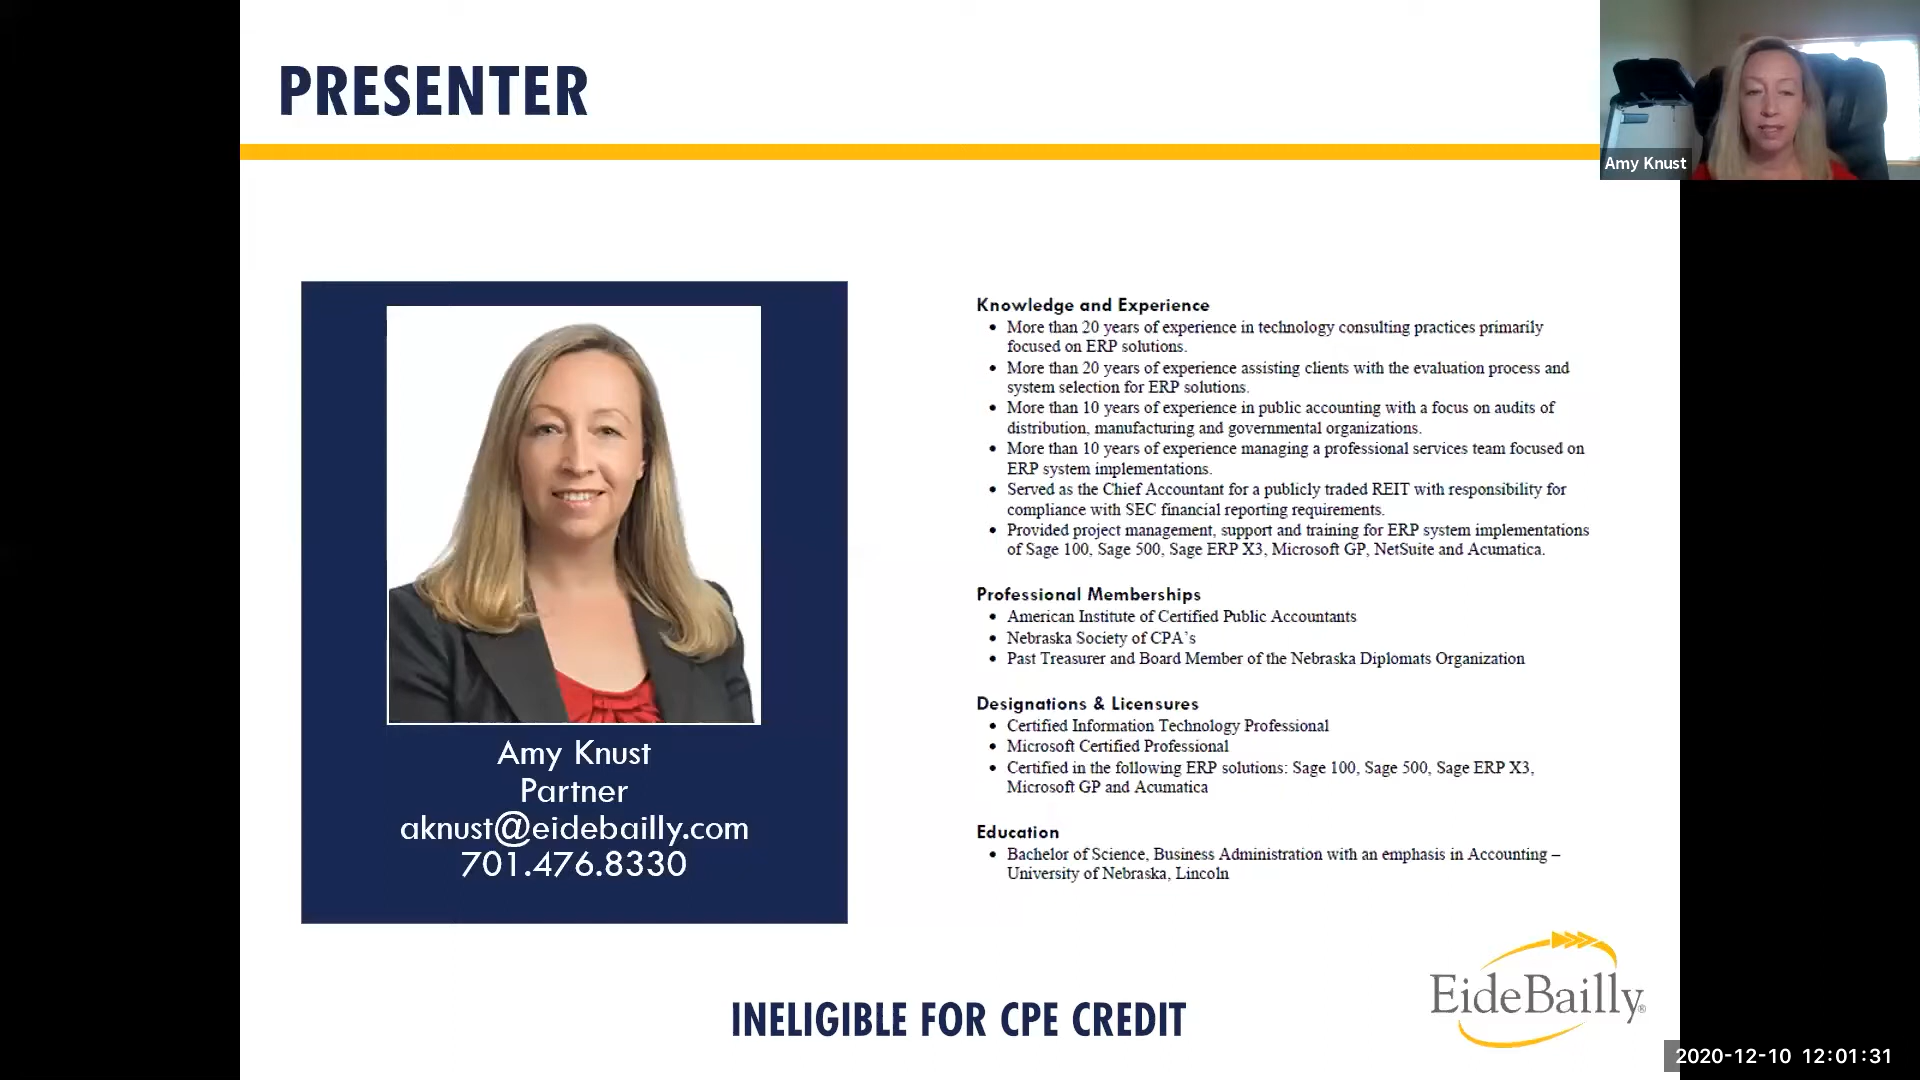 PRESENTER
Amy Knust
Knowledge and Experience
• More than 20 years of experience in technology consulting practices primarily
focused on ERP solutions.
• More than 20 years of experience assisting clients with the evaluation process and
system selection for ERP solutions.
• More than 10 years of experience in public accounting with a focus on audits of
distribution, manufacturing and governmental organizations.
• More than 10 years of experience managing a professional services team focused on
ERP system implementations.
• Served as the Chief Accountant for a publicly traded REIT with responsibility for
compliance with SEC financial reporting requirements.
• Provided project management, support and training for ERP system implementations
of Sage 100, Sage 500, Sage ERP X3, Microsoft GP, NetSuite and Acumatica.
Professional Memberships
• American Institute of Certified Public Accountants
• Nebraska Society of CPA's
• Past Treasurer and Board Member of the Nebraska Diplomats Organization
Designations & Licensures
• Certified Information Technology Professional
• Microsoft Certified Professional
• Certified in the following ERP solutions: Sage 100, Sage 500, Sage ERP X3,
Microsoft GP and Acumatica
Education
• Bachelor of Science, Business Administration with an emphasis in Accounting –
University of Nebraska, Lincoln
Amy Knust
Partner
aknust@eidebailly.com
701.476.8330
INELIGIBLE FOR CPE CREDIT
EideBailly®
2020-12-10 12:01:31